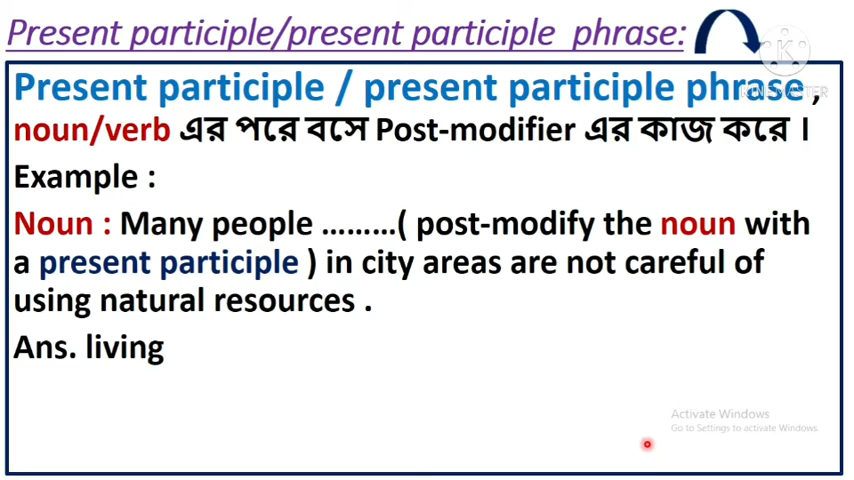 Present participle/present participle phrase:
Present participle / present participle phrase,
noun/verb এর পরে বসে Post-modifier এর কাজ করে ।
Example :
Noun : Many people ………( post-modify the noun with
a present participle ) in city areas are not careful of
using natural resources .
Ans. living
K
KINEMASTER
Activate Windows
Go to Settings to activate Windows.